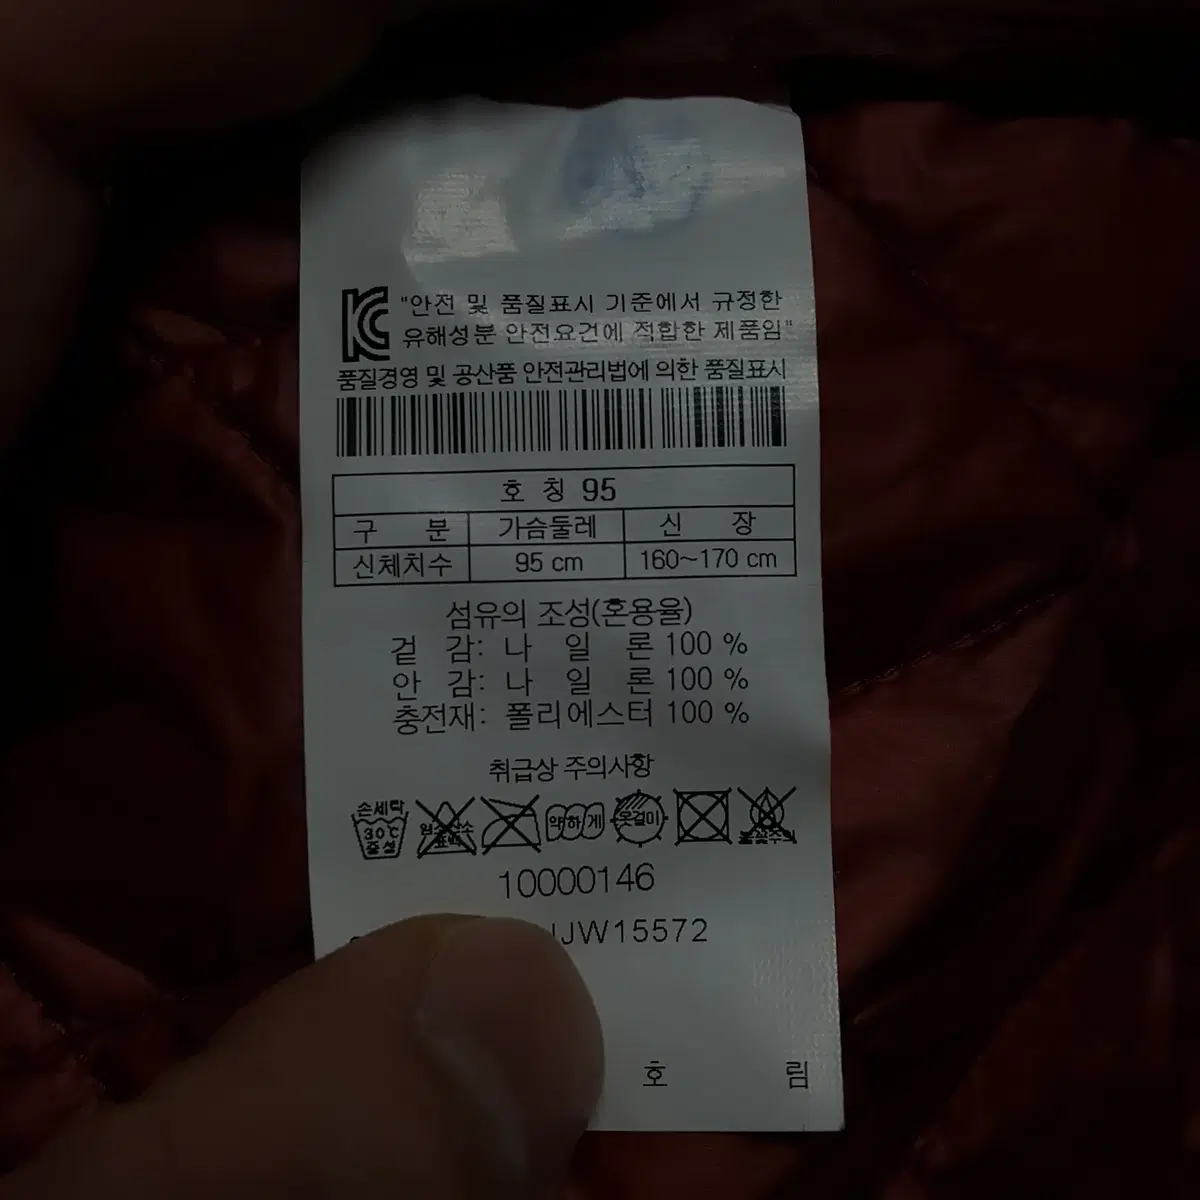 "안전 및 품질표시 기준에서 규정한
유해성분 안전요건에 적합한 제품임"
품질경영 및 공산품 안전관리법에 의한 품질표시
호 칭 95
구 분 가슴둘레 신 장
신체치수 95 cm 160~170 cm
섬유의 조성(혼용율)
겉 감: 나 일 론 100 %
안 감: 나 일 론 100 %
충전재: 폴리에스터 100 %
취급상 주의사항
손세탁
30℃
중성
약하게
옷걸이
10000146
JW15572
호 림